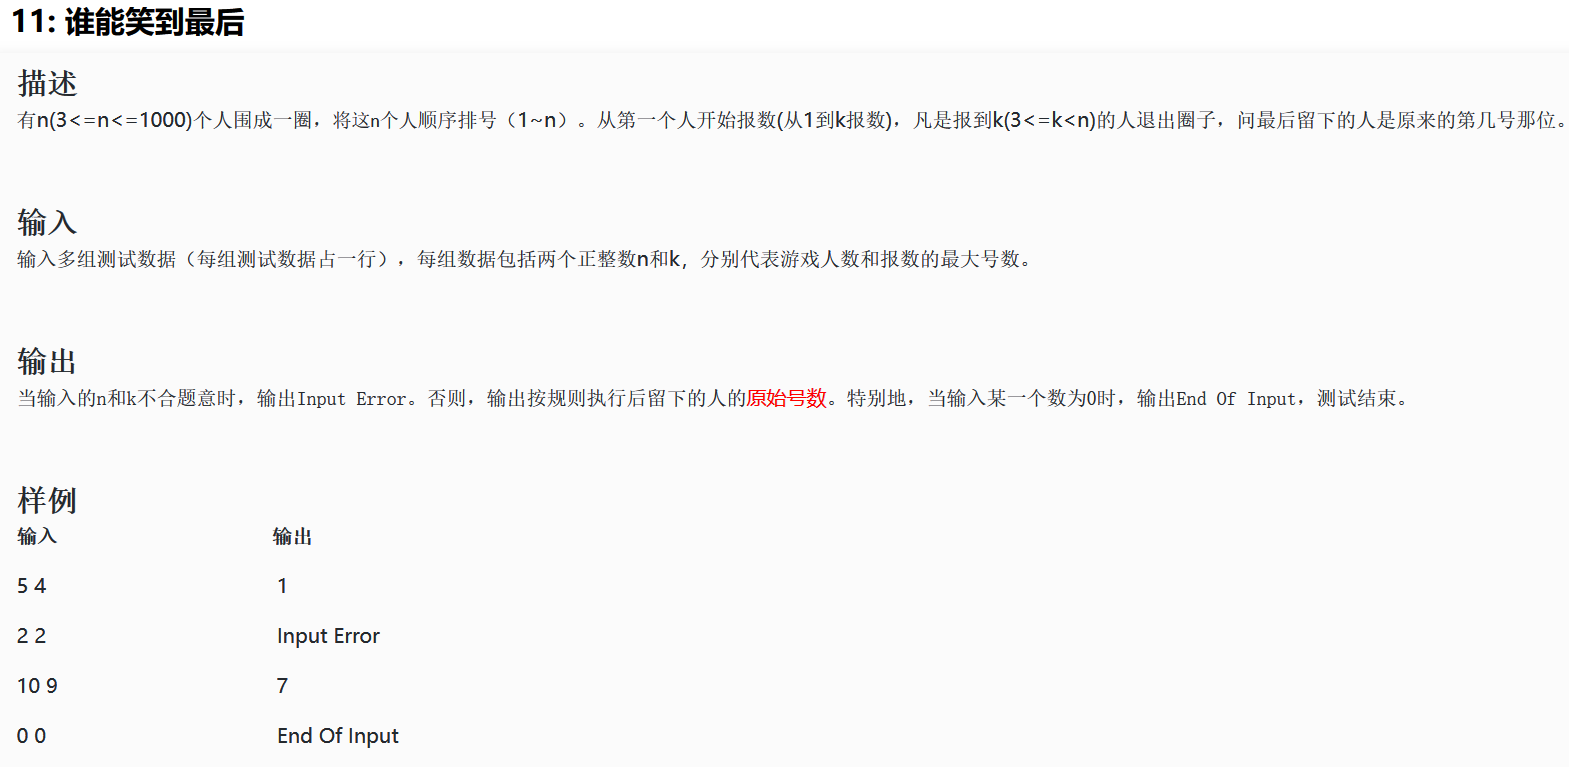 11: 谁能笑到最后
描述
有n(3<=n<=1000)个人围成一圈，将这n个人顺序排号（1~n）。从第一个人开始报数(从1到k报数)，凡是报到k(3<=k<n)的人退出圈子，问最后留下的人是原来的第几号那位。
输入
输入多组测试数据（每组测试数据占一行），每组数据包括两个正整数n和k，分别代表游戏人数和报数的最大号数。
输出
当输入的n和k不合题意时，输出Input Error。否则，输出按规则执行后留下的人的原始号数。特别地，当输入某一个数为0时，输出End Of Input，测试结束。
样例
输入 输出
5 4 1
2 2 Input Error
10 9 7
0 0 End Of Input